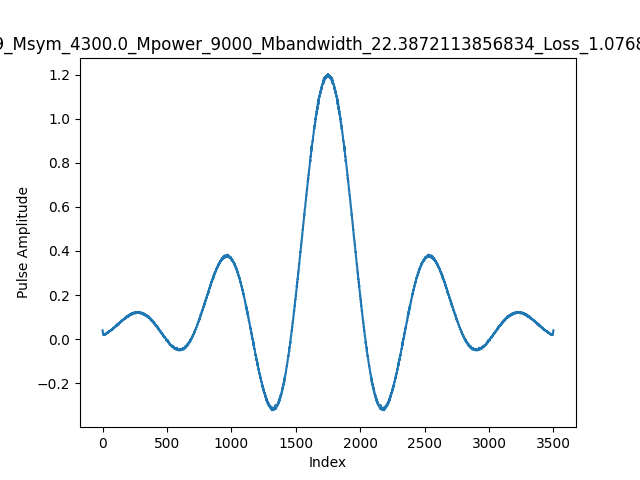 9_Msym_4300.0_Mpower_9000_Mbandwidth_22.3872113856834_Loss_1.0768
1.2
1.0
0.8
0.6
0.4
0.2
0.0
−0.2
Pulse Amplitude
0 500 1000 1500 2000 2500 3000 3500
Index